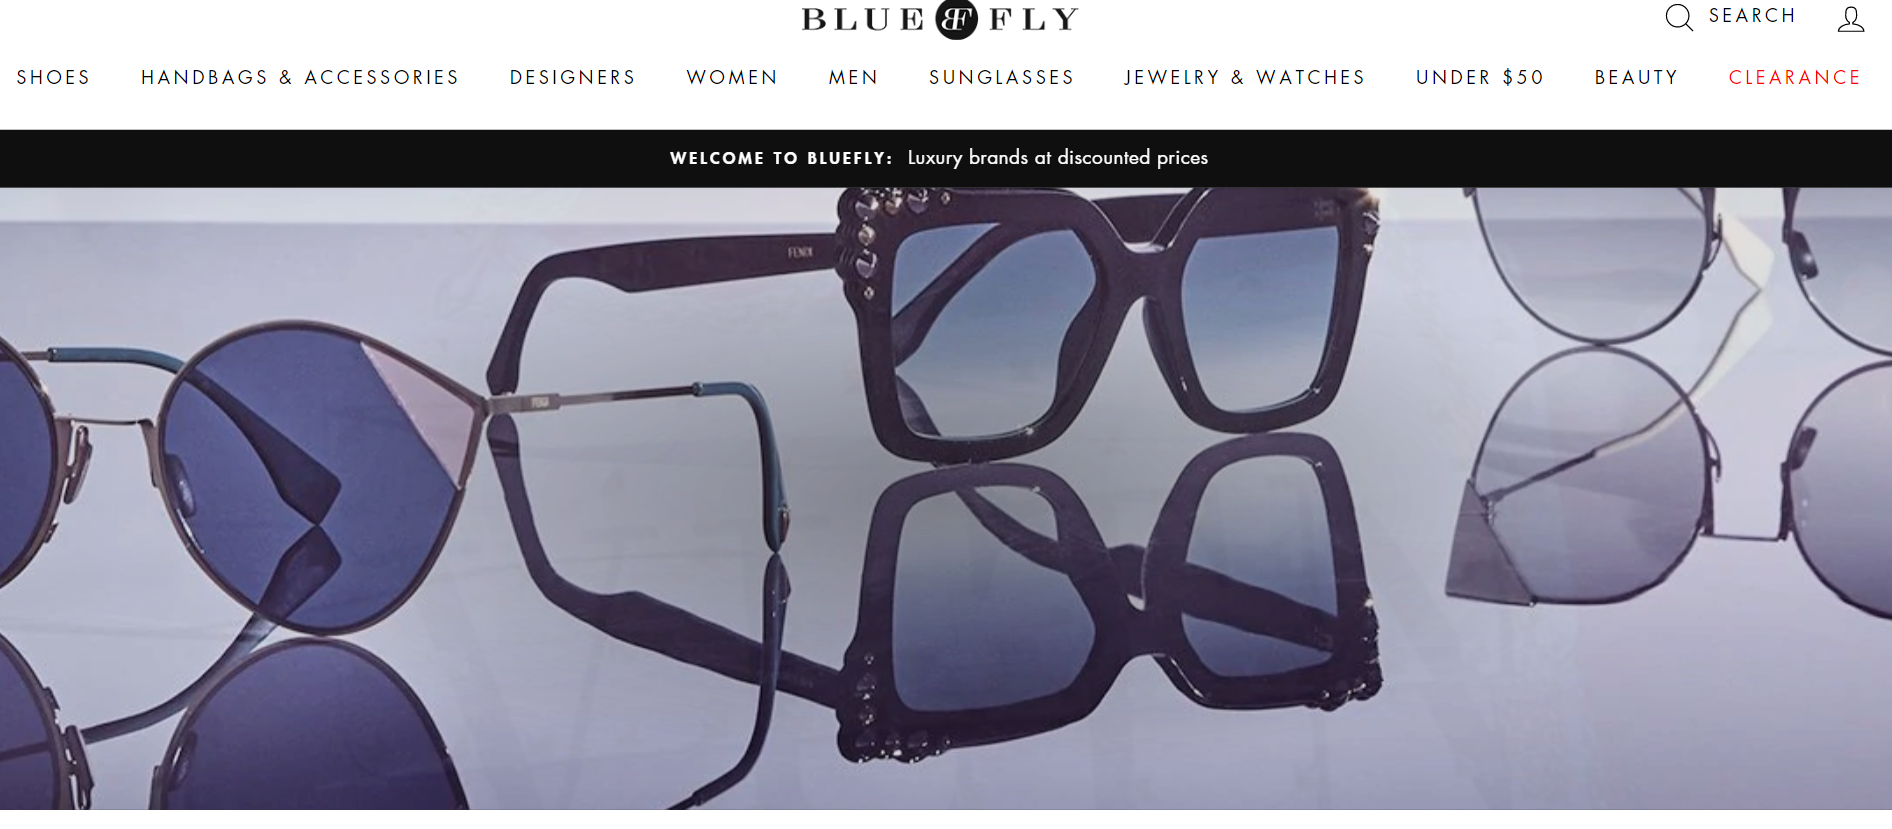 BLUE BF FLY
SEARCH
SHOES HANDBAGS & ACCESSORIES DESIGNERS WOMEN MEN SUNGLASSES JEWELRY & WATCHES UNDER $50 BEAUTY CLEARANCE
WELCOME TO BLUEFLY: Luxury brands at discounted prices
FENDI